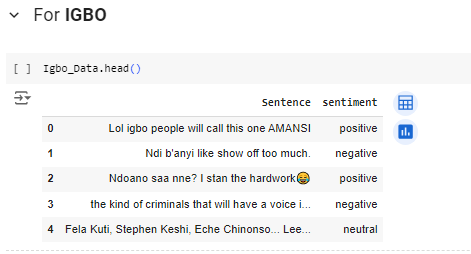 For IGBO
[ ] Igbo_Data.head()
Sentence sentiment
0 Lol igbo people will call this one AMANSI positive
1 Ndi b'anyi like show off too much. negative
2 Ndoano saa nne? I stan the hardwork😂 positive
3 the kind of criminals that will have a voice i... negative
4 Fela Kuti, Stephen Keshi, Eche Chinonso... Lee... neutral